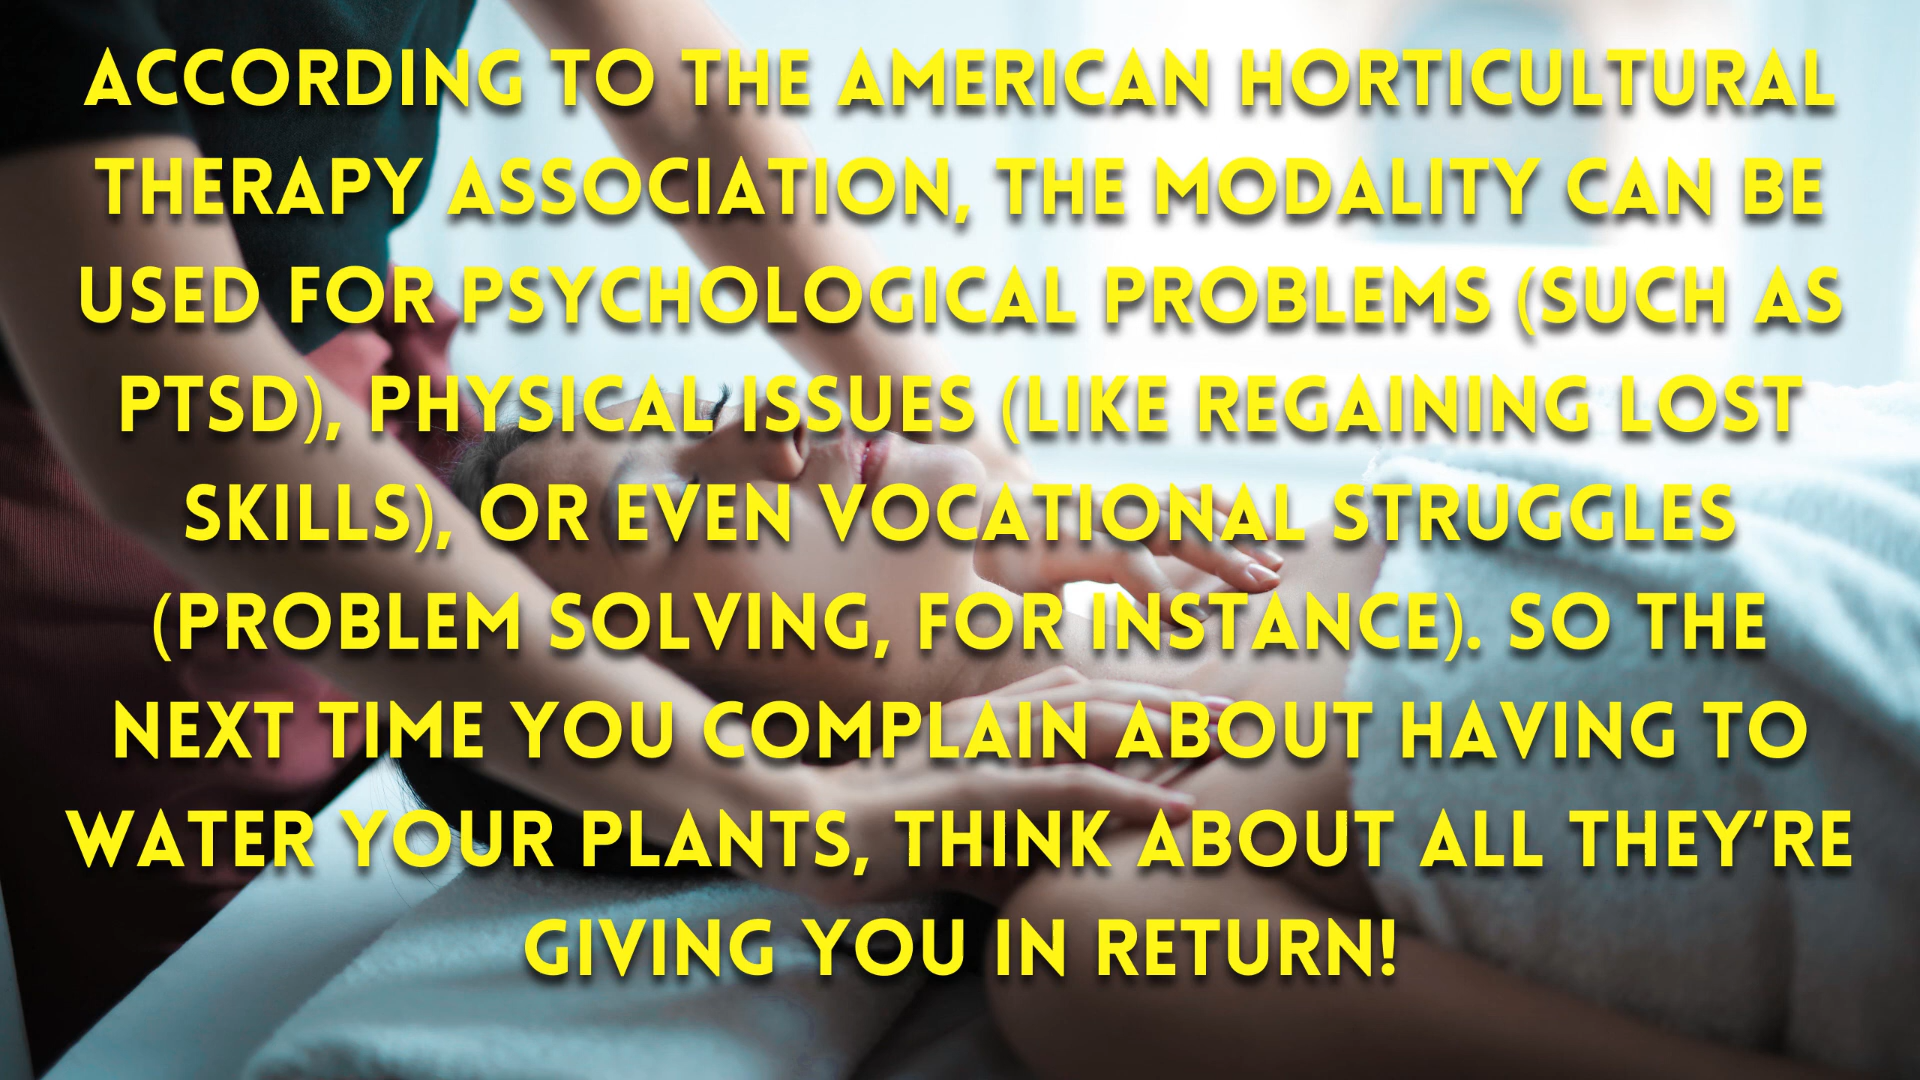 ACCORDING TO THE AMERICAN HORTICULTURAL
THERAPY ASSOCIATION, THE MODALITY CAN BE
USED FOR PSYCHOLOGICAL PROBLEMS (SUCH AS
PTSD), PHYSICAL ISSUES (LIKE REGAINING LOST
SKILLS), OR EVEN VOCATIONAL STRUGGLES
(PROBLEM SOLVING, FOR INSTANCE). SO THE
NEXT TIME YOU COMPLAIN ABOUT HAVING TO
WATER YOUR PLANTS, THINK ABOUT ALL THEY'RE
GIVING YOU IN RETURN!